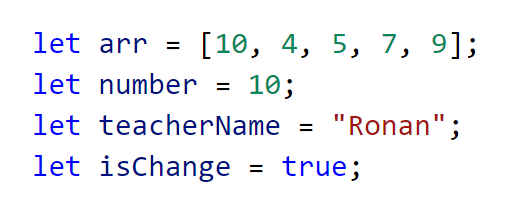 let arr = [10, 4, 5, 7, 9];
let number = 10;
let teacherName = "Ronan";
let isChange = true;